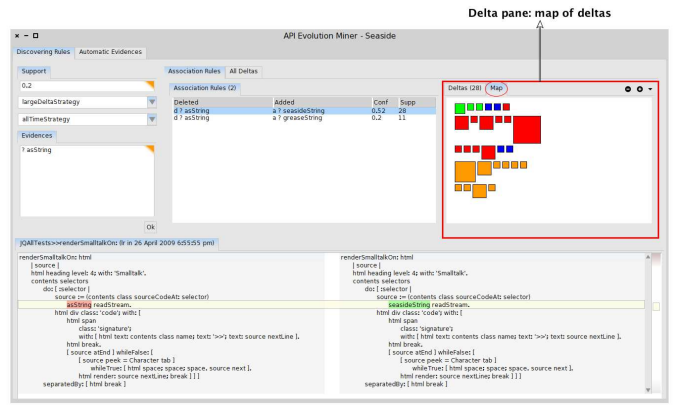 Delta pane: map of deltas
API Evolution Miner - Seaside
Discovering Rules Automatic Evidences
Support
0.2
largeDeltaStrategy
allTimeStrategy
Evidences
? asString
Ok
Association Rules All Deltas
Association Rules (2)
Deleted Added Conf Supp
d ? asString a ? seasideString 0.52 28
d ? asString a ? greaseString 0.2 11
Deltas (28) Map
JQAllTests>>renderSmalltalkOn: (lr in 26 April 2009 6:55:55 pm)
renderSmalltalkOn: html
| source |
html heading level: 4; with: 'Smalltalk'.
contents selectors
do: [ :selector |
source := (contents class sourceCodeAt: selector)
asString readStream.
html div class: 'code'; with: [
html span
class: 'signature';
with: [ html text: contents class name; text: '>>'; text: source nextLine ].
html break.
[ source atEnd ] whileFalse: [
[ source peek = Character tab ]
whileTrue: [ html space; space; space, source next ].
html render: source nextLine; break ] ] ]
separatedBy: [ html break ]
renderSmalltalkOn: html
| source |
html heading level: 4; with: 'Smalltalk'.
contents selectors
do: [ :selector |
source := (contents class sourceCodeAt: selector)
seasideString readStream.
html div class: 'code'; with: [
html span
class: 'signature';
with: [ html text: contents class name; text: '>>'; text: source nextLine ].
html break.
[ source atEnd ] whileFalse: [
[ source peek = Character tab ]
whileTrue: [ html space; space; space, source next ].
html render: source nextLine; break ] ] ]
separatedBy: [ html break ]